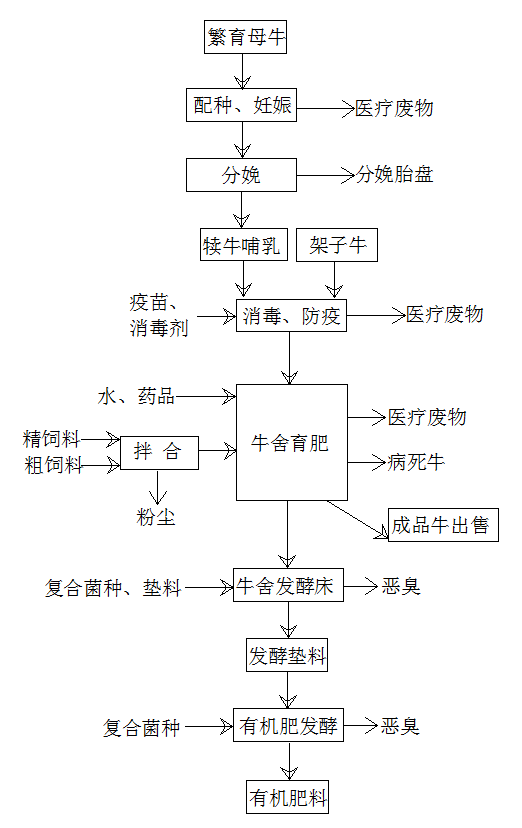 繁育母牛
配种、妊娠
医疗废物
分娩
分娩胎盘
犊牛哺乳
架子牛
疫苗、
消毒剂
消毒、防疫
医疗废物
水、药品
牛舍育肥
医疗废物
精饲料
粗饲料
拌 合
病死牛
粉尘
成品牛出售
复合菌种、垫料
牛舍发酵床
恶臭
发酵垫料
复合菌种
有机肥发酵
恶臭
有机肥料